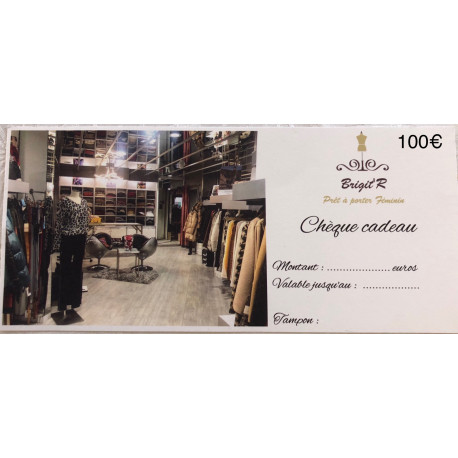 100€
Brigit'R
Prêt à porter Féminin
Chèque cadeau
Montant : ..................... euros
Valable jusqu'au : ...................
Tampon :